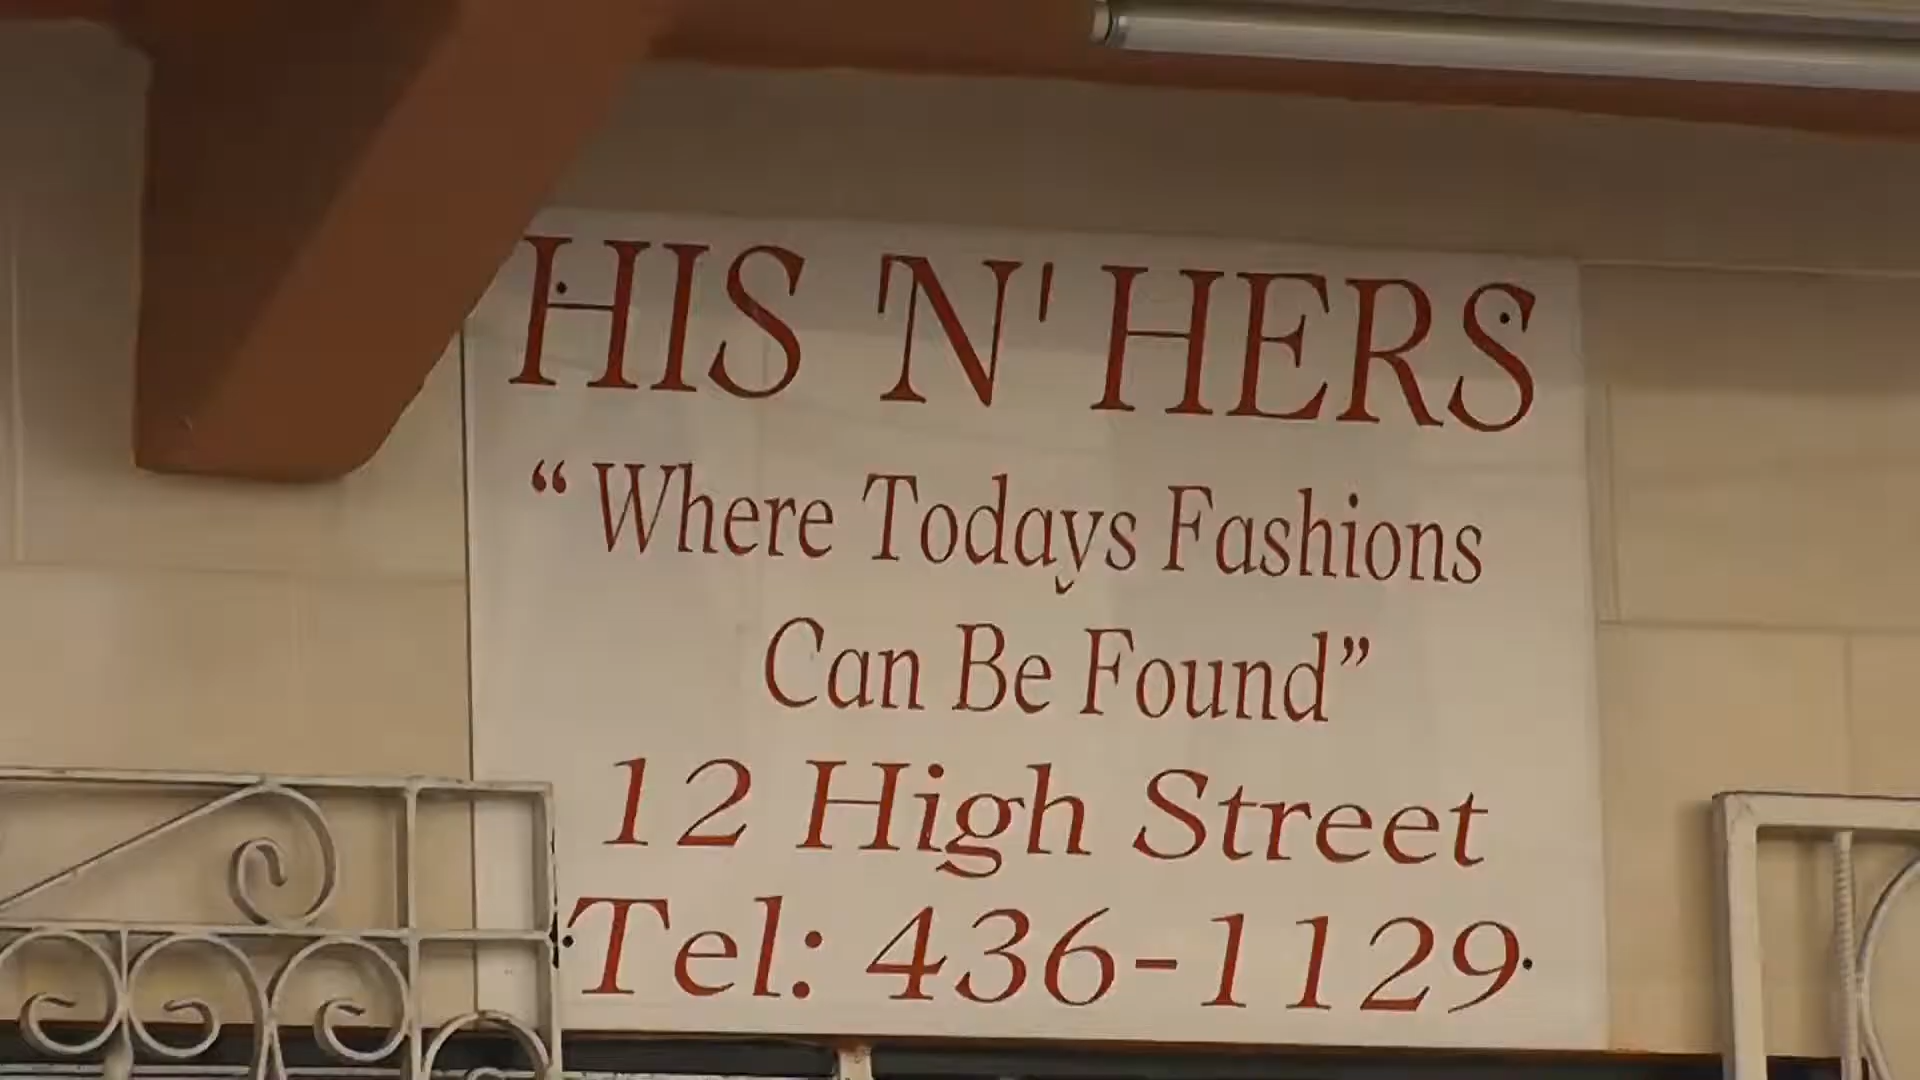 HIS 'N' HERS
“Where Todays Fashions
Can Be Found”
12 High Street
Tel: 436-1129